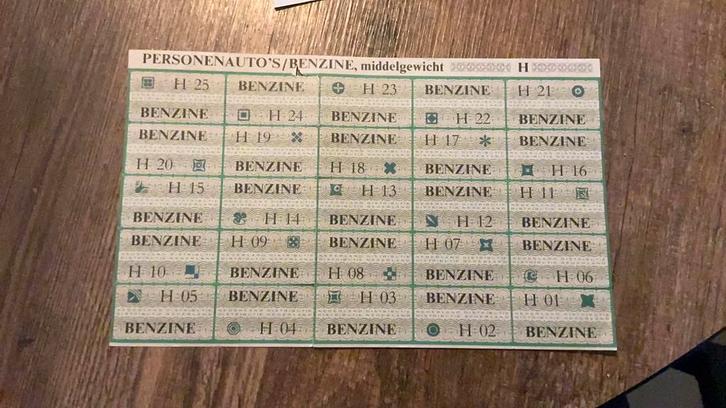 PERSONENAUTO'S/BENZINE, middelgewicht H
H 25 BENZINE H 23 BENZINE H 21
BENZINE H 24 BENZINE H 22 BENZINE
BENZINE H 19 BENZINE H 17 BENZINE
H 20 BENZINE H 18 BENZINE H 16
H 15 BENZINE H 13 BENZINE H 11
BENZINE H 14 BENZINE H 12 BENZINE
BENZINE H 09 BENZINE H 07 BENZINE
H 10 BENZINE H 08 BENZINE H 06
H 05 BENZINE H 03 BENZINE H 01
BENZINE H 04 BENZINE H 02 BENZINE